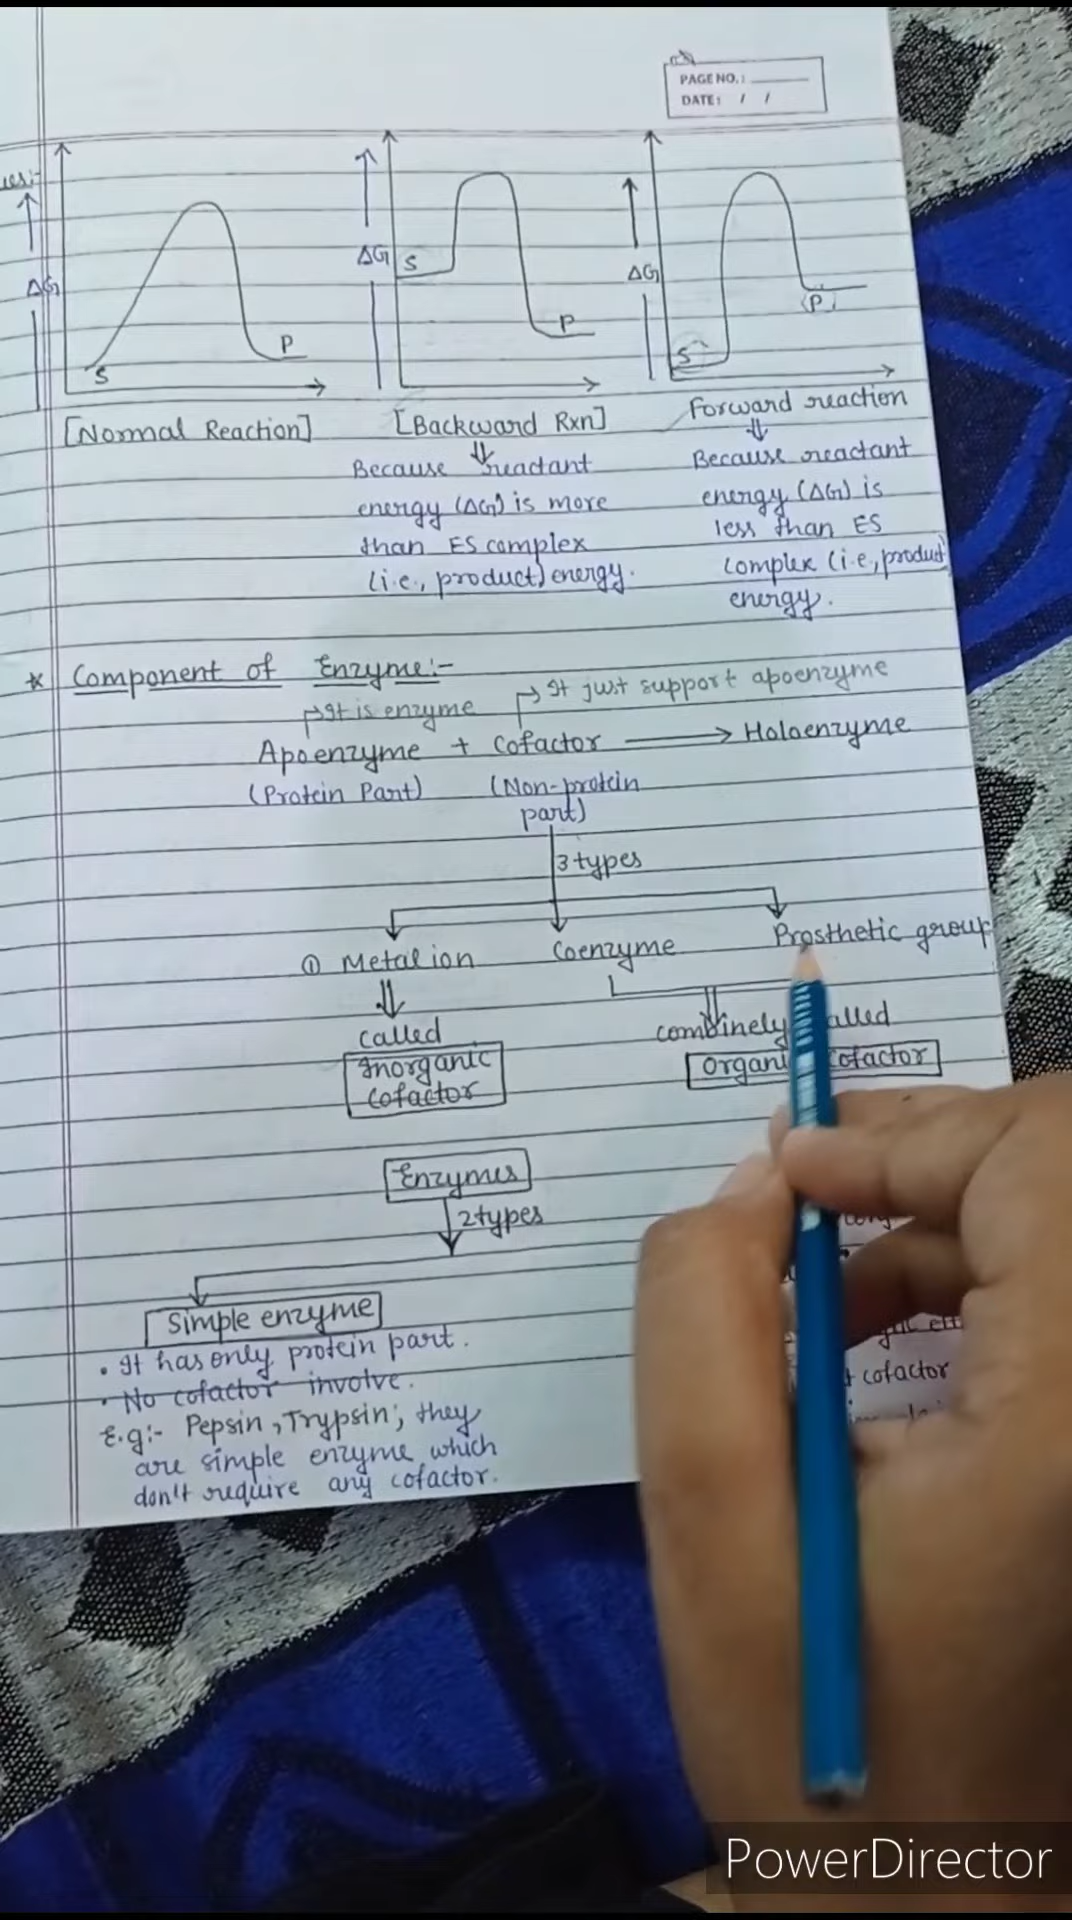 PAGE NO.:
DATE: / /
ues:-
ΔG
S
P
[Normal Reaction]
ΔG
S
P
[Backward Rxn]
⇓
Because reactant
energy (ΔG) is more
than ES complex
(i.e., product) energy.
ΔG
S
P
Forward reaction
⇓
Because reactant
energy (ΔG) is
less than ES
complex (i.e., product
energy.
* Component of Enzyme:-
It is enzyme
It just support apoenzyme
Apoenzyme + Cofactor → Holoenzyme
(Protein Part) (Non-protein
part)
3 types
① Metal ion Coenzyme Prosthetic group
called
Inorganic
cofactor
combinely called
Organi cofactor
Enzymes
2 types
Simple enzyme
• It has only protein part.
• No cofactor involve.
E.g:- Pepsin, Trypsin; they
are simple enzyme which
don't require any cofactor.
cofactor
PowerDirector